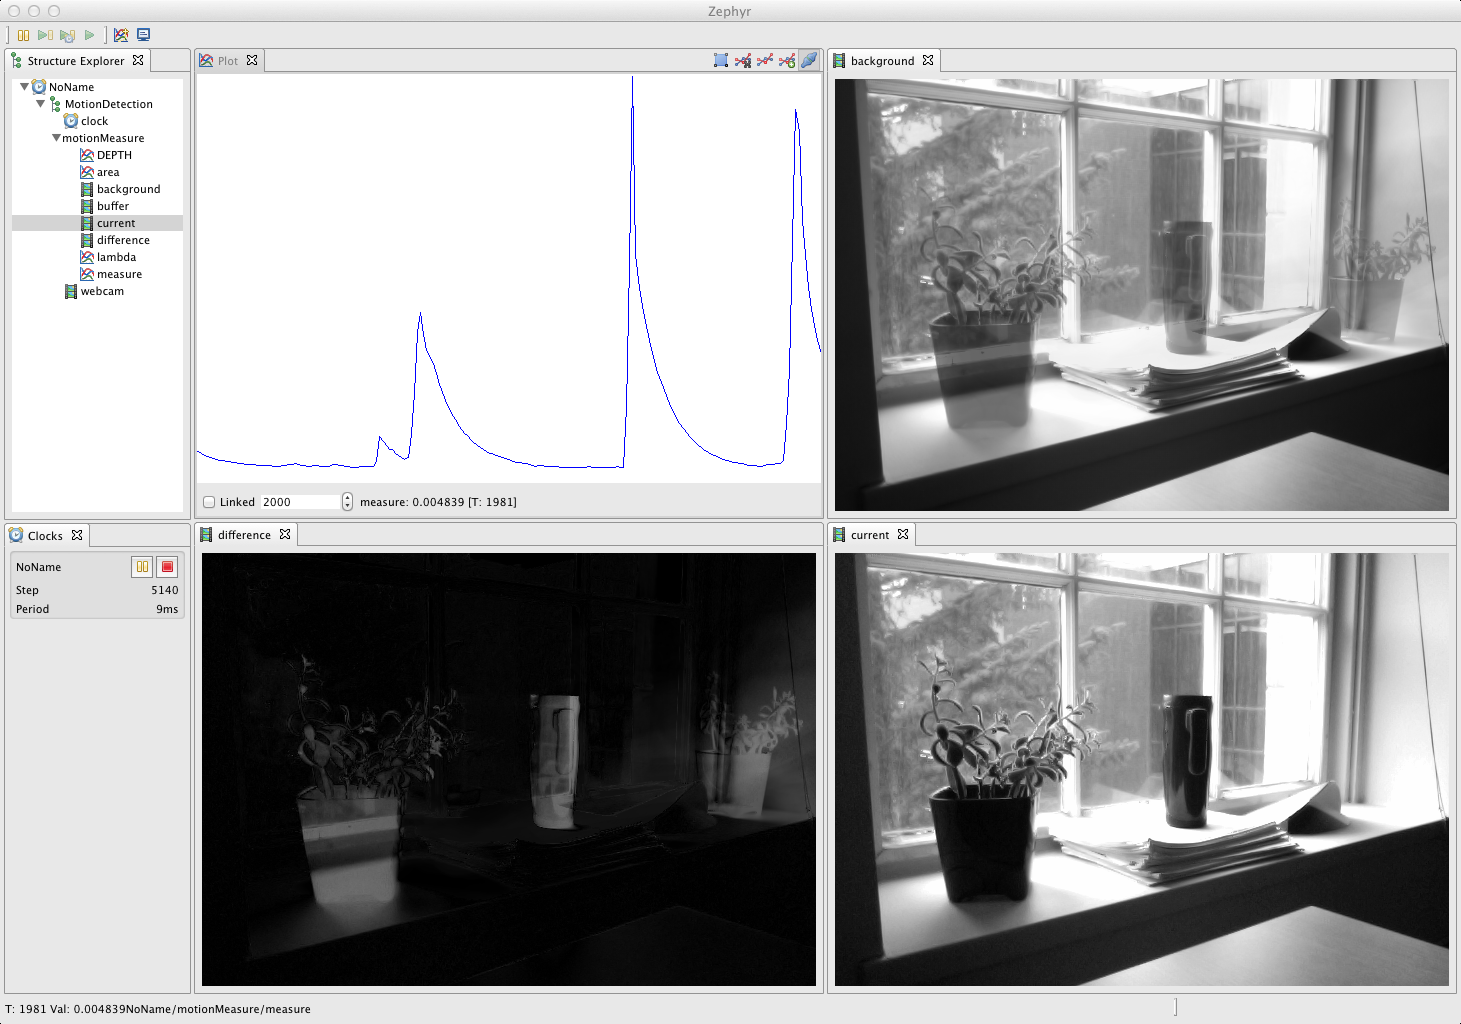 Zephyr
Structure Explorer
NoName
MotionDetection
clock
motionMeasure
DEPTH
area
background
buffer
current
difference
lambda
measure
webcam
Plot
Linked 2000 measure: 0.004839 [T: 1981]
background
Clocks
NoName
Step 5140
Period 9ms
difference
current
T: 1981 Val: 0.004839NoName/motionMeasure/measure